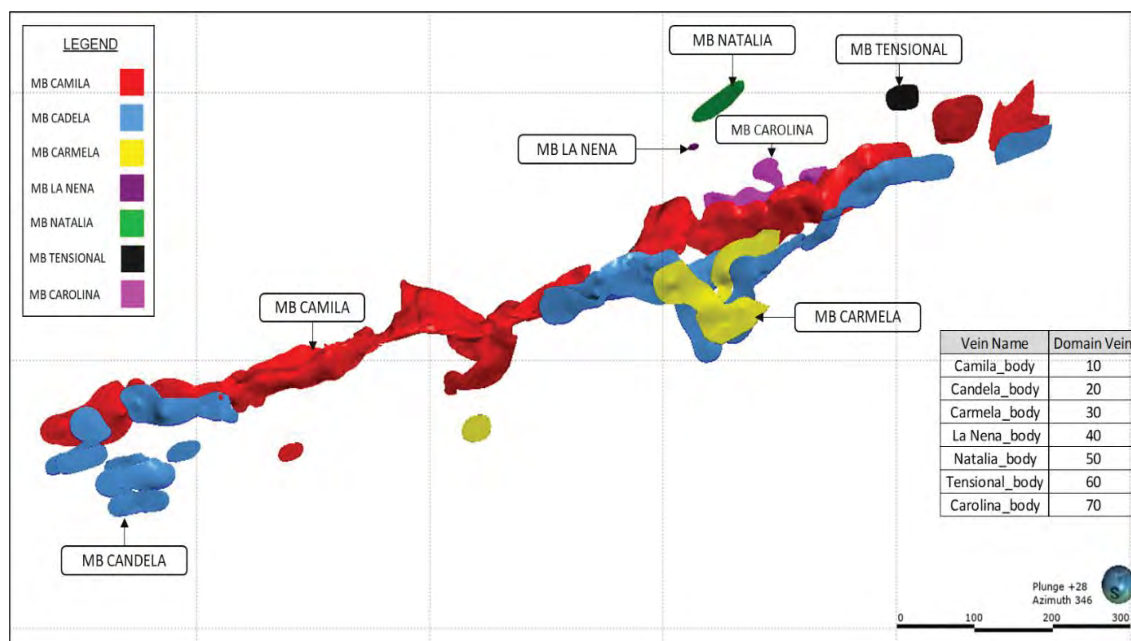 LEGEND
MB CAMILA
MB CADELA
MB CARMELA
MB LA NENA
MB NATALIA
MB TENSIONAL
MB CAROLINA
MB NATALIA
MB TENSIONAL
MB LA NENA
MB CAROLINA
MB CAMILA
MB CARMELA
MB CANDELA
Vein Name Domain Vein
Camila_body 10
Candela_body 20
Carmela_body 30
La Nena_body 40
Natalia_body 50
Tensional_body 60
Carolina_body 70
Plunge +28
Azimuth 346
S
0 100 200 300